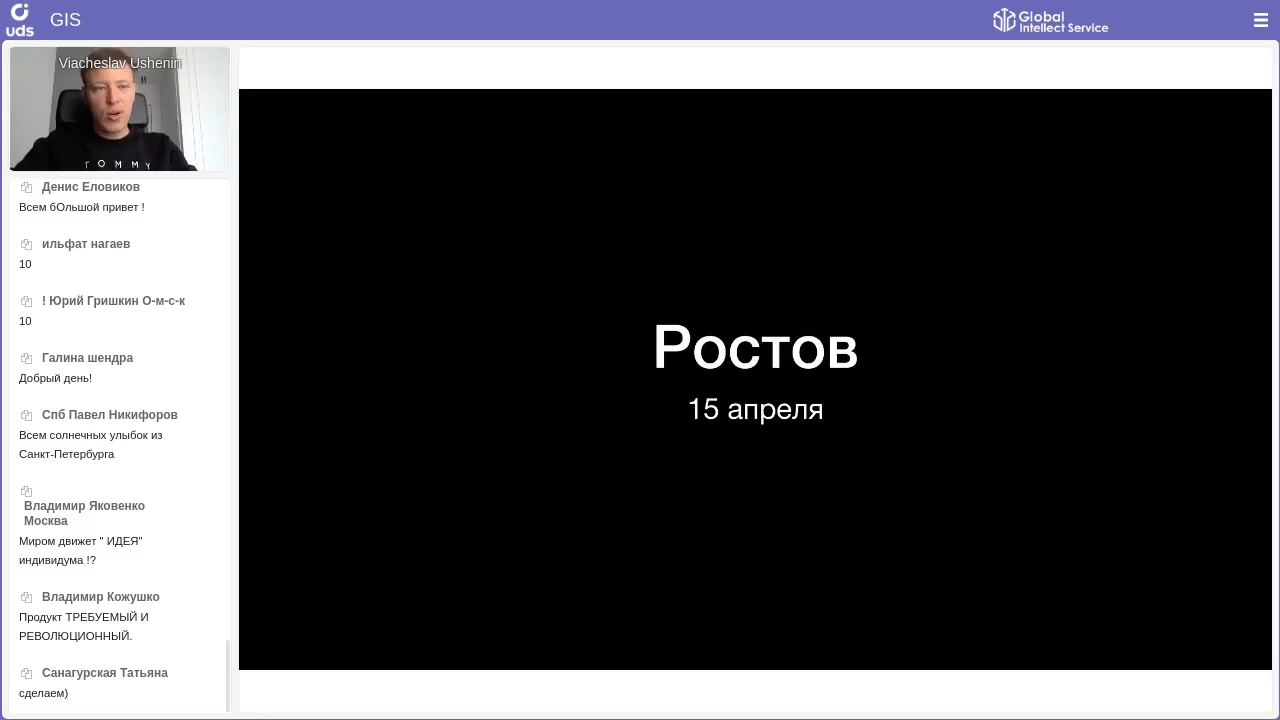 uds
GIS
Global
Intellect Service
Viacheslav Ushenin
TOMMY
Денис Еловиков
Всем бОльшой привет !
ильфат нагаев
10
! Юрий Гришкин О-м-с-к
10
Галина шендра
Добрый день!
Спб Павел Никифоров
Всем солнечных улыбок из
Санкт-Петербурга
Владимир Яковенко
Москва
Миром движет " ИДЕЯ"
индивидума !?
Владимир Кожушко
Продукт ТРЕБУЕМЫЙ И
РЕВОЛЮЦИОННЫЙ.
Санагурская Татьяна
сделаем)
Ростов
15 апреля